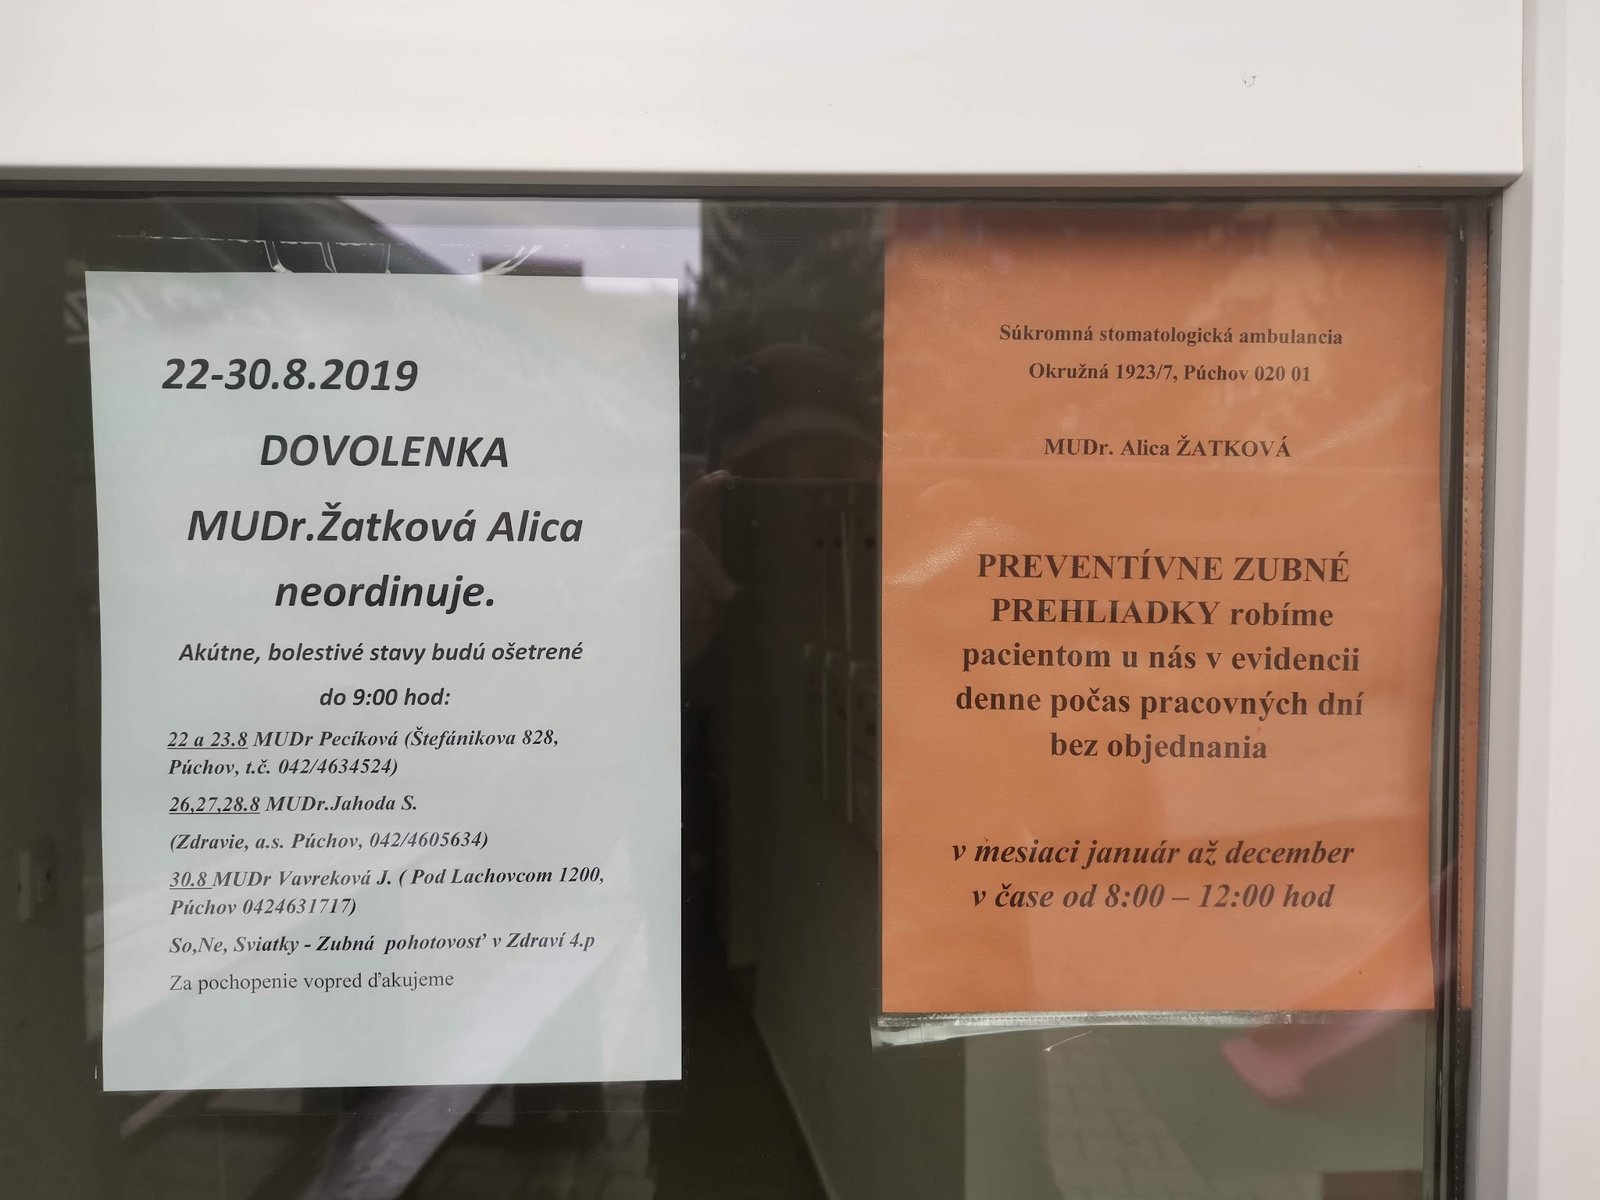 22-30.8.2019
DOVOLENKA
MUDr.Žatková Alica
neordinuje.
Akútne, bolestivé stavy budú ošetrené
do 9:00 hod:
22 a 23.8 MUDr Pecíková (Štefánikova 828,
Púchov, t.č. 042/4634524)
26,27,28.8 MUDr.Jahoda S.
(Zdravie, a.s. Púchov, 042/4605634)
30.8 MUDr Vavreková J. ( Pod Lachovcom 1200,
Púchov 0424631717)
So,Ne, Sviatky - Zubná pohotovosť v Zdraví 4.p
Za pochopenie vopred ďakujeme
Súkromná stomatologická ambulancia
Okružná 1923/7, Púchov 020 01
MUDr. Alica ŽATKOVÁ
PREVENTÍVNE ZUBNÉ
PREHLIADKY robíme
pacientom u nás v evidencii
denne počas pracovných dní
bez objednania
v mesiaci január až december
v čase od 8:00 – 12:00 hod